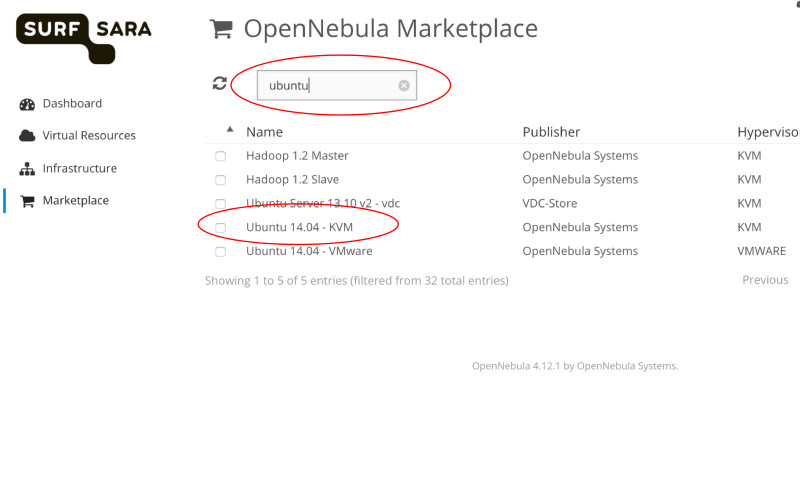 SURF SARA
OpenNebula Marketplace
ubuntu
Dashboard
Virtual Resources
Infrastructure
Marketplace
Name Publisher Hypervisor
Hadoop 1.2 Master OpenNebula Systems KVM
Hadoop 1.2 Slave OpenNebula Systems KVM
Ubuntu Server 13.10 v2 - vdc VDC-Store KVM
Ubuntu 14.04 - KVM OpenNebula Systems KVM
Ubuntu 14.04 - VMware OpenNebula Systems VMWARE
Showing 1 to 5 of 5 entries (filtered from 32 total entries) Previous
OpenNebula 4.12.1 by OpenNebula Systems.